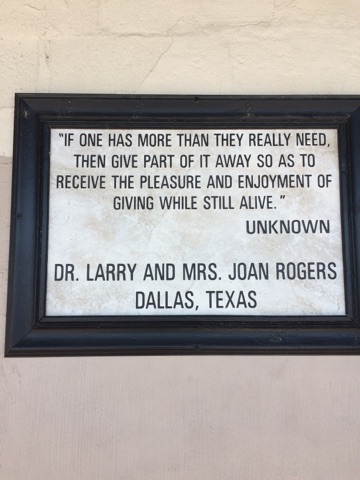 "IF ONE HAS MORE THAN THEY REALLY NEED,
THEN GIVE PART OF IT AWAY SO AS TO
RECEIVE THE PLEASURE AND ENJOYMENT OF
GIVING WHILE STILL ALIVE."
UNKNOWN
DR. LARRY AND MRS. JOAN ROGERS
DALLAS, TEXAS